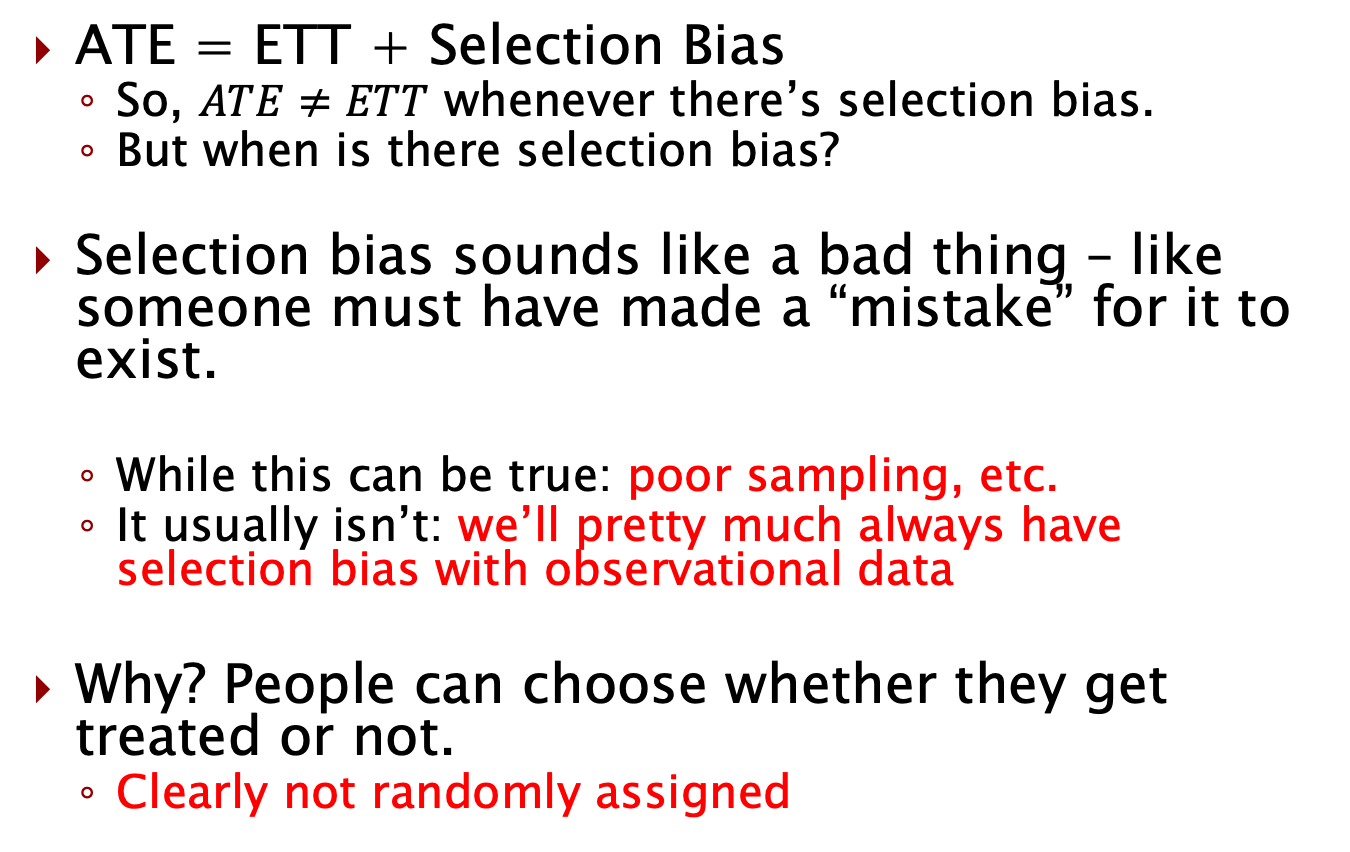 ATE = ETT + Selection Bias
So, ATE ≠ ETT whenever there’s selection bias.
But when is there selection bias?
Selection bias sounds like a bad thing – like
someone must have made a “mistake” for it to
exist.
While this can be true: poor sampling, etc.
It usually isn’t: we’ll pretty much always have
selection bias with observational data
Why? People can choose whether they get
treated or not.
Clearly not randomly assigned